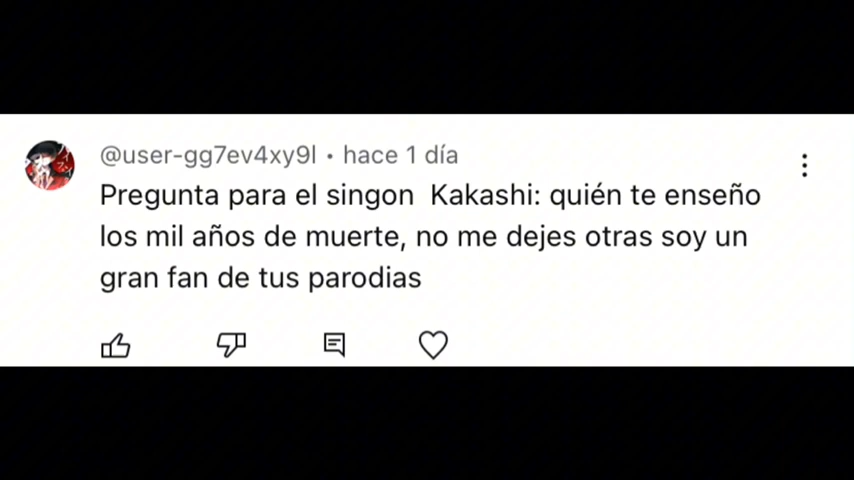 @user-gg7ev4xy9l • hace 1 día
Pregunta para el singon Kakashi: quién te enseño
los mil años de muerte, no me dejes otras soy un
gran fan de tus parodias